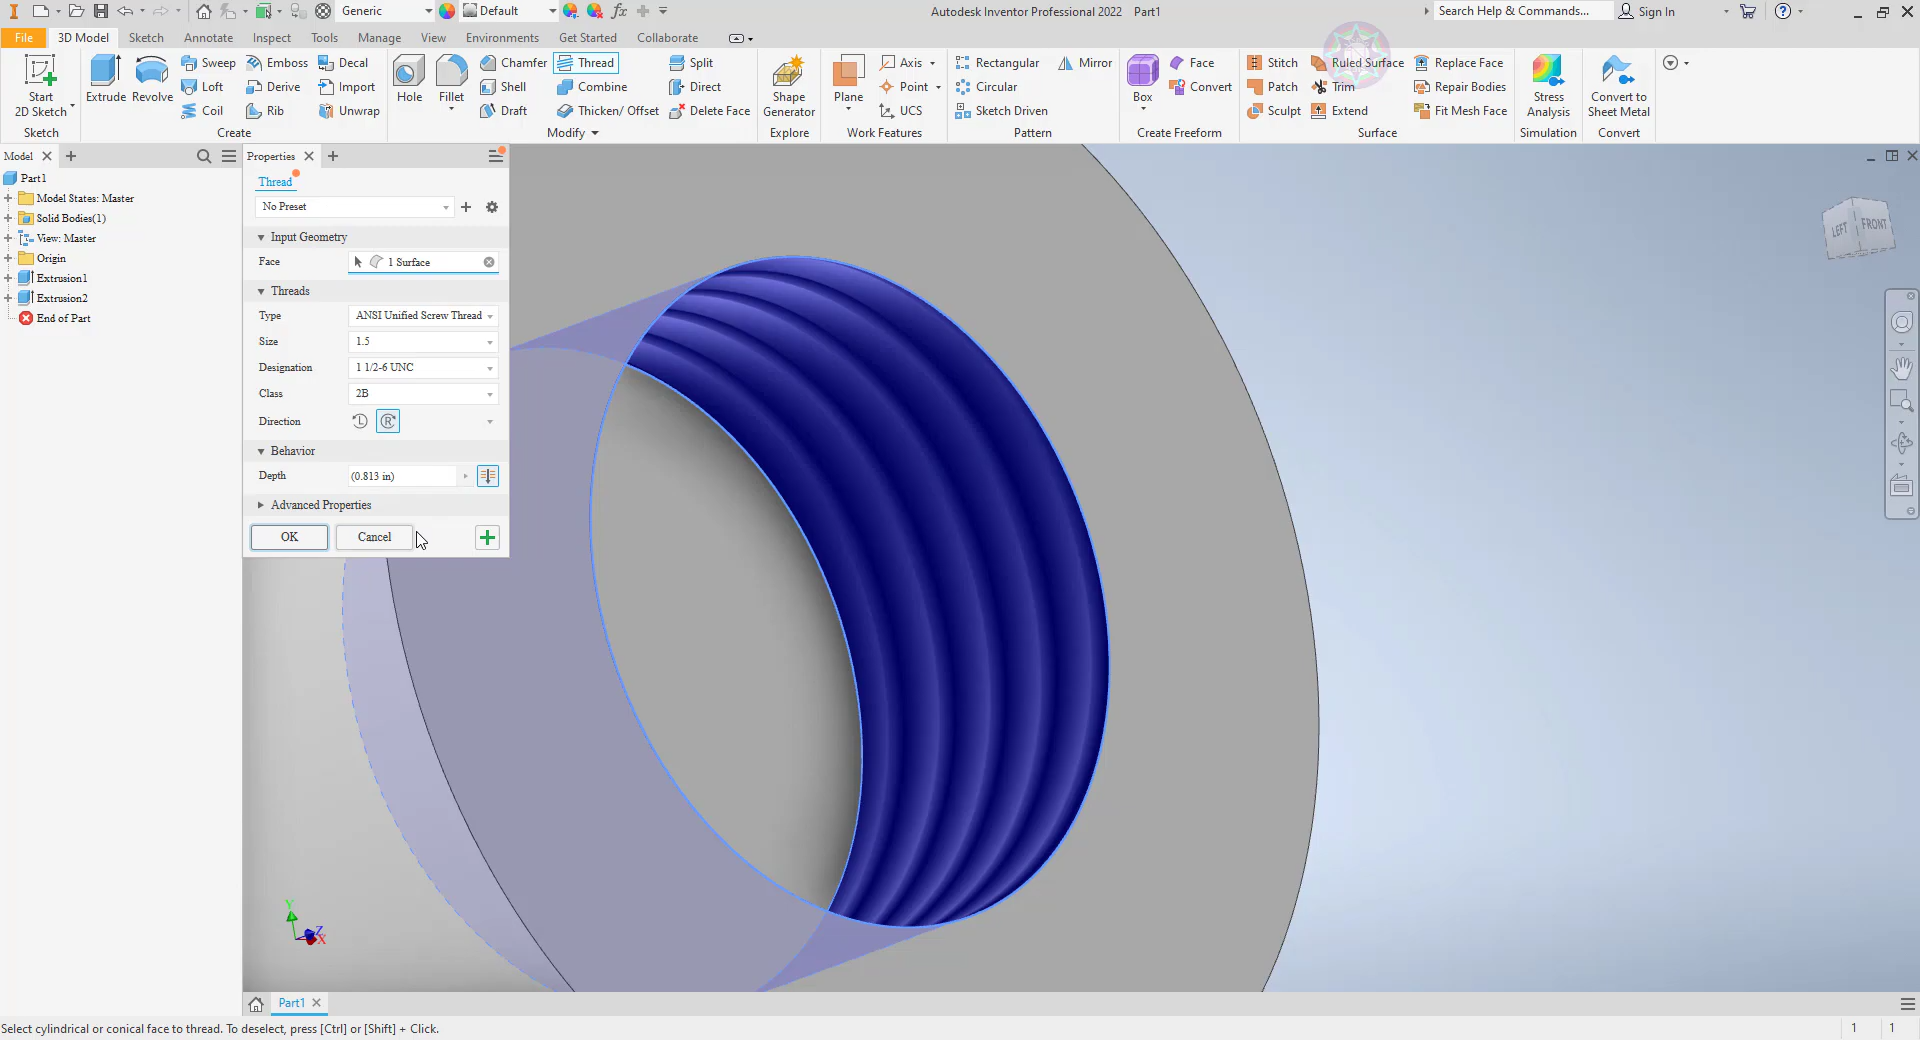 Generic
Default
Autodesk Inventor Professional 2022 Part1
Search Help & Commands...
Sign In
File
3D Model
Sketch
Annotate
Inspect
Tools
Manage
View
Environments
Get Started
Collaborate
Start
2D Sketch
Sketch
Extrude
Revolve
Sweep
Loft
Coil
Emboss
Derive
Rib
Decal
Import
Unwrap
Create
Hole
Fillet
Chamfer
Shell
Draft
Thread
Combine
Thicken/ Offset
Split
Direct
Delete Face
Modify
Shape
Generator
Explore
Plane
Axis
Point
UCS
Work Features
Rectangular
Circular
Sketch Driven
Mirror
Pattern
Box
Face
Convert
Create Freeform
Stitch
Patch
Sculpt
Ruled Surface
Trim
Extend
Replace Face
Repair Bodies
Fit Mesh Face
Surface
Stress
Analysis
Simulation
Convert to
Sheet Metal
Convert
Model
Part1
Model States: Master
Solid Bodies(1)
View: Master
Origin
Extrusion1
Extrusion2
End of Part
Properties
Thread
No Preset
Input Geometry
Face 1 Surface
Threads
Type ANSI Unified Screw Thread
Size 1.5
Designation 1 1/2-6 UNC
Class 2B
Direction L R
Behavior
Depth (0.813 in)
Advanced Properties
OK
Cancel
LEFT
FRONT
Y
Z
X
Part1
Select cylindrical or conical face to thread. To deselect, press [Ctrl] or [Shift] + Click.
1 1